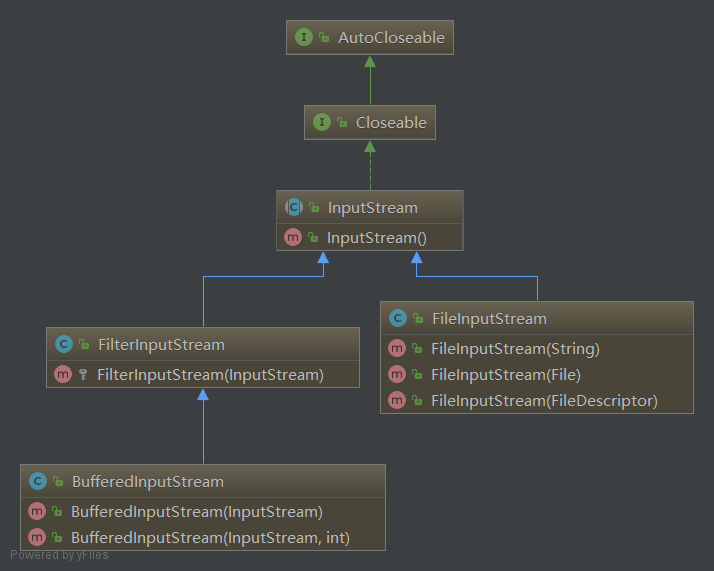 AutoCloseable
Closeable
InputStream
InputStream()
FilterInputStream
FilterInputStream(InputStream)
FileInputStream
FileInputStream(String)
FileInputStream(File)
FileInputStream(FileDescriptor)
BufferedInputStream
BufferedInputStream(InputStream)
BufferedInputStream(InputStream, int)
Powered by yFiles